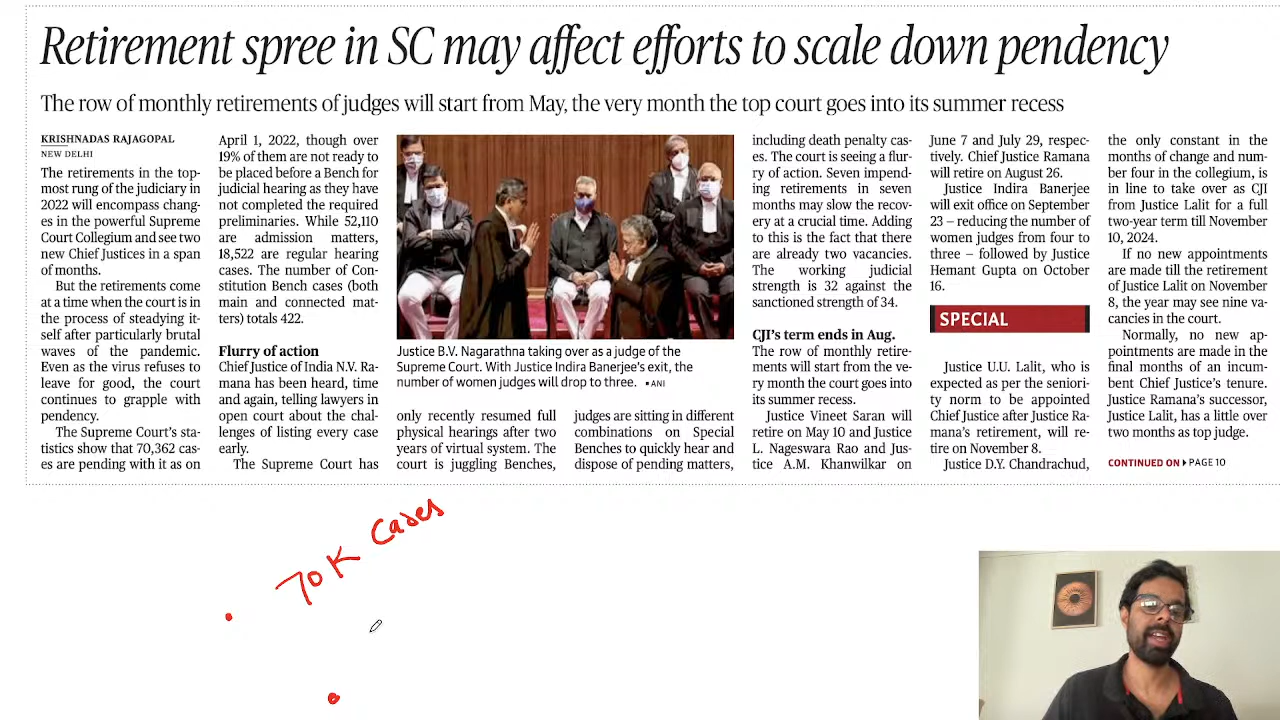 Retirement spree in SC may affect efforts to scale down pendency
The row of monthly retirements of judges will start from May, the very month the top court goes into its summer recess
KRISHNADAS RAJAGOPAL
NEW DELHI
The retirements in the top-
most rung of the judiciary in
2022 will encompass chang-
es in the powerful Supreme
Court Collegium and see two
new Chief Justices in a span
of months.
But the retirements come
at a time when the court is in
the process of steadying it-
self after particularly brutal
waves of the pandemic.
Even as the virus refuses to
leave for good, the court
continues to grapple with
pendency.
The Supreme Court's sta-
tistics show that 70,362 cas-
es are pending with it as on
April 1, 2022, though over
19% of them are not ready to
be placed before a Bench for
judicial hearing as they have
not completed the required
preliminaries. While 52,110
are admission matters,
18,522 are regular hearing
cases. The number of Con-
stitution Bench cases (both
main and connected mat-
ters) totals 422.
Flurry of action
Chief Justice of India N.V. Ra-
mana has been heard, time
and again, telling lawyers in
open court about the chal-
lenges of listing every case
early.
The Supreme Court has
Justice B.V. Nagarathna taking over as a judge of the
Supreme Court. With Justice Indira Banerjee's exit, the
number of women judges will drop to three. ▪ ANI
only recently resumed full
physical hearings after two
years of virtual system. The
court is juggling Benches,
judges are sitting in different
combinations on Special
Benches to quickly hear and
dispose of pending matters,
including death penalty cas-
es. The court is seeing a flur-
ry of action. Seven impend-
ing retirements in seven
months may slow the recov-
ery at a crucial time. Adding
to this is the fact that there
are already two vacancies.
The working judicial
strength is 32 against the
sanctioned strength of 34.
CJI's term ends in Aug.
The row of monthly retire-
ments will start from the ve-
ry month the court goes into
its summer recess.
Justice Vineet Saran will
retire on May 10 and Justice
L. Nageswara Rao and Jus-
tice A.M. Khanwilkar on
June 7 and July 29, respec-
tively. Chief Justice Ramana
will retire on August 26.
Justice Indira Banerjee
will exit office on September
23 – reducing the number of
women judges from four to
three – followed by Justice
Hemant Gupta on October
16.
SPECIAL
Justice U.U. Lalit, who is
expected as per the seniori-
ty norm to be appointed
Chief Justice after Justice Ra-
mana's retirement, will re-
tire on November 8.
Justice D.Y. Chandrachud,
the only constant in the
months of change and num-
ber four in the collegium, is
in line to take over as CJI
from Justice Lalit for a full
two-year term till November
10, 2024.
If no new appointments
are made till the retirement
of Justice Lalit on November
8, the year may see nine va-
cancies in the court.
Normally, no new ap-
pointments are made in the
final months of an incum-
bent Chief Justice's tenure.
Justice Ramana's successor,
Justice Lalit, has a little over
two months as top judge.
CONTINUED ON ▸ PAGE 10
70K Cases